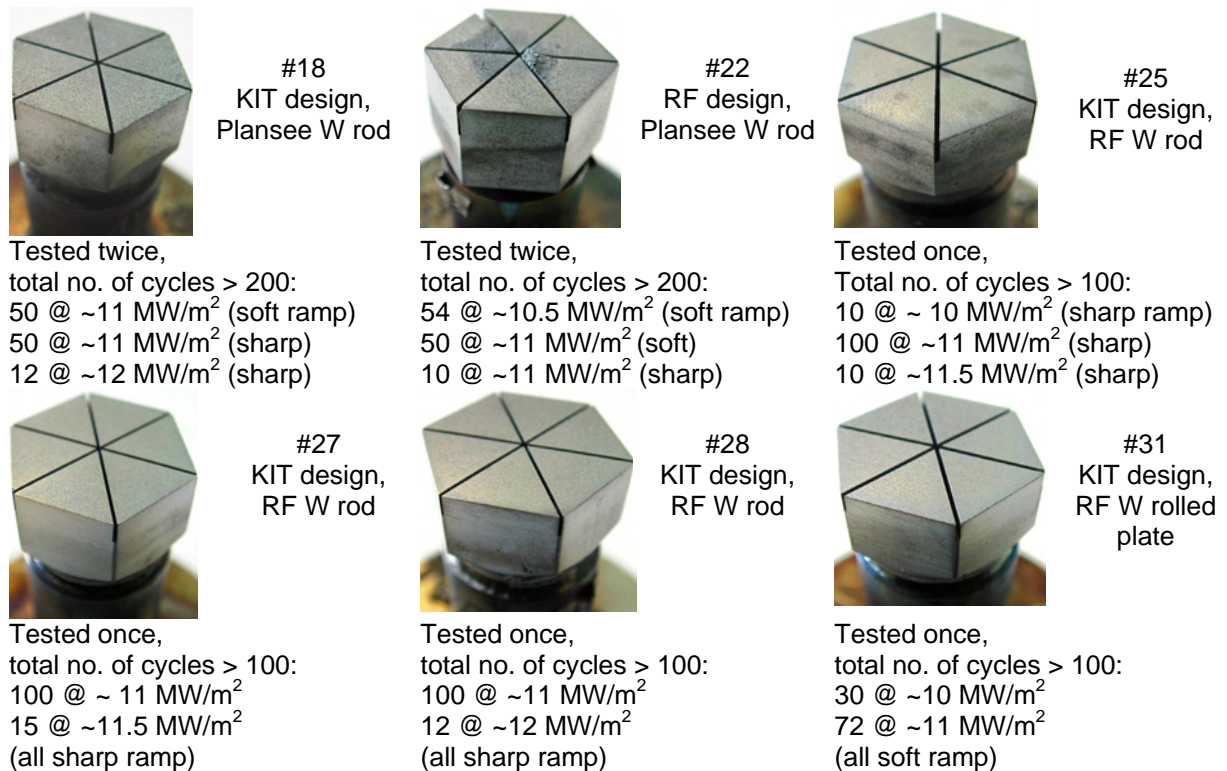 #18
KIT design,
Plansee W rod
Tested twice,
total no. of cycles > 200:
50 @ ~11 MW/m² (soft ramp)
50 @ ~11 MW/m² (sharp)
12 @ ~12 MW/m² (sharp)
#22
RF design,
Plansee W rod
Tested twice,
total no. of cycles > 200:
54 @ ~10.5 MW/m² (soft ramp)
50 @ ~11 MW/m² (soft)
10 @ ~11 MW/m² (sharp)
#25
KIT design,
RF W rod
Tested once,
Total no. of cycles > 100:
10 @ ~ 10 MW/m² (sharp ramp)
100 @ ~11 MW/m² (sharp)
10 @ ~11.5 MW/m² (sharp)
#27
KIT design,
RF W rod
Tested once,
total no. of cycles > 100:
100 @ ~ 11 MW/m²
15 @ ~11.5 MW/m²
(all sharp ramp)
#28
KIT design,
RF W rod
Tested once,
total no. of cycles > 100:
100 @ ~11 MW/m²
12 @ ~12 MW/m²
(all sharp ramp)
#31
KIT design,
RF W rolled
plate
Tested once,
total no. of cycles > 100:
30 @ ~10 MW/m²
72 @ ~11 MW/m²
(all soft ramp)